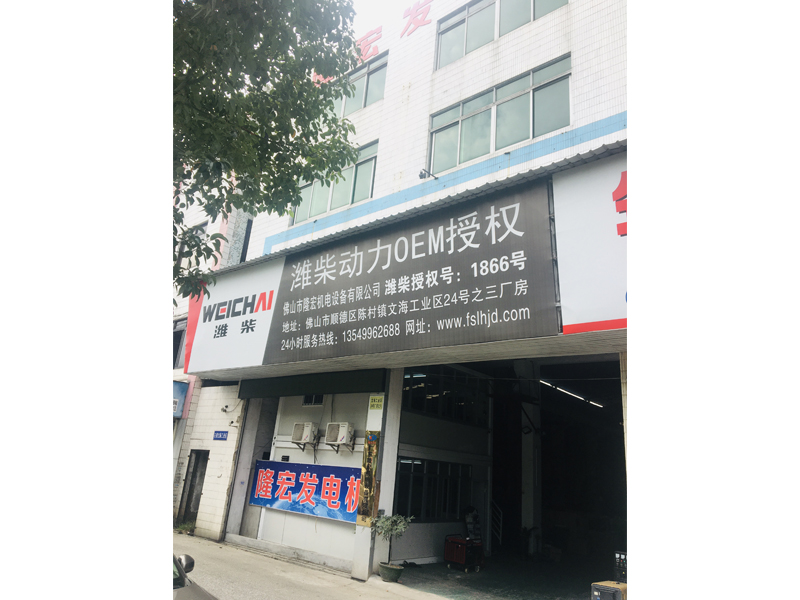 宏发
WEICHAI
潍柴
潍柴动力OEM授权
佛山市隆宏机电设备有限公司 潍柴授权号：1866号
地址：佛山市顺德区陈村镇文海工业区24号之三厂房
24小时服务热线：13549962688 网址：www.fslhjd.com
隆宏发电机